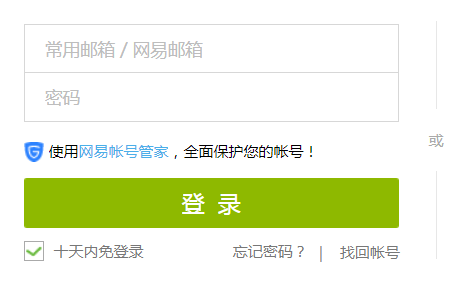 常用邮箱 / 网易邮箱
密码
或
使用网易帐号管家，全面保护您的帐号！
登 录
十天内免登录 忘记密码？ | 找回帐号